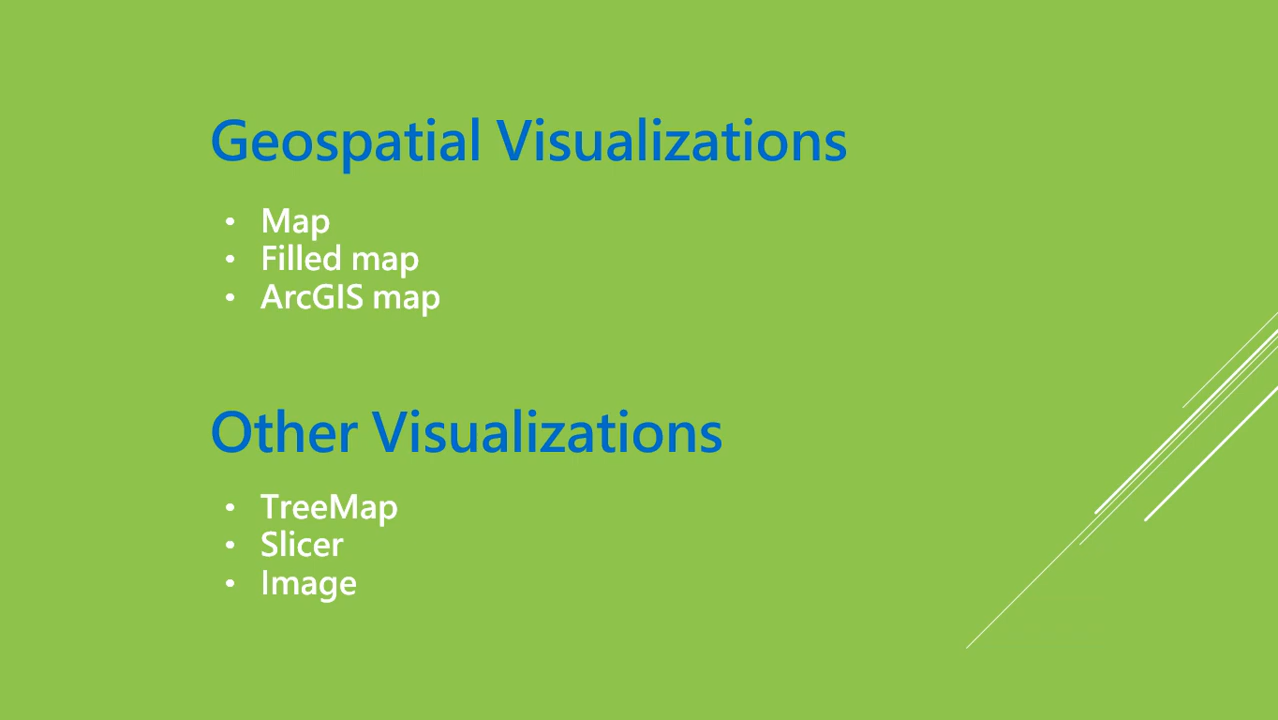 Geospatial Visualizations
• Map
• Filled map
• ArcGIS map
Other Visualizations
• TreeMap
• Slicer
• Image